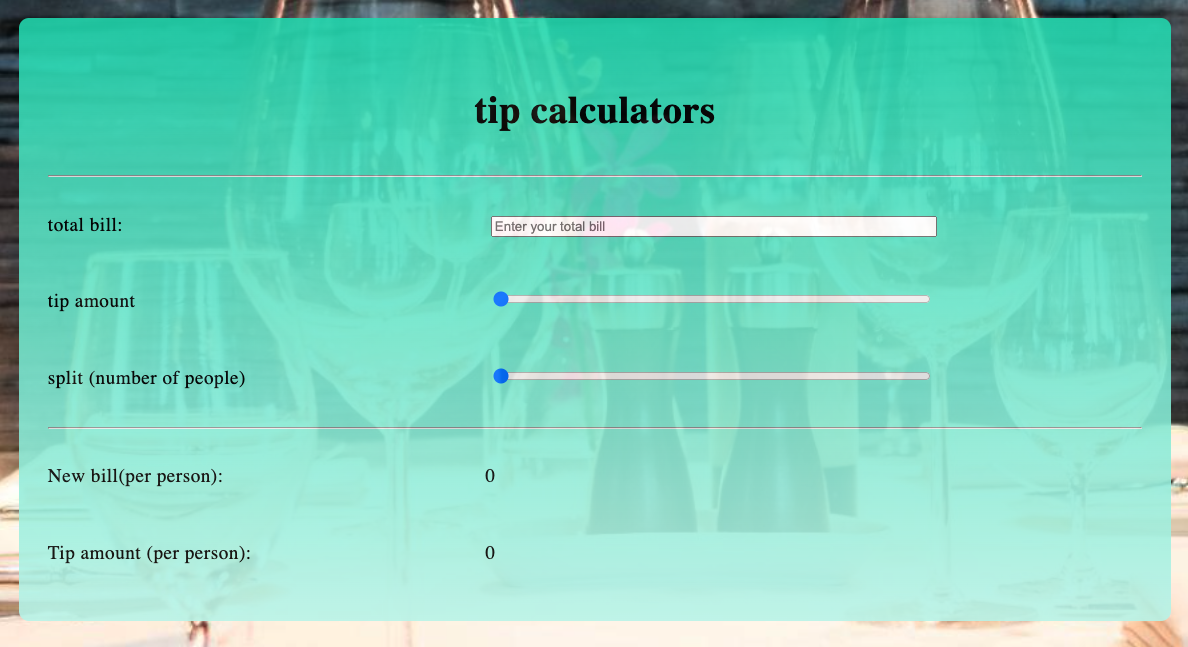 tip calculators
total bill:
Enter your total bill
tip amount
split (number of people)
New bill(per person):
0
Tip amount (per person):
0